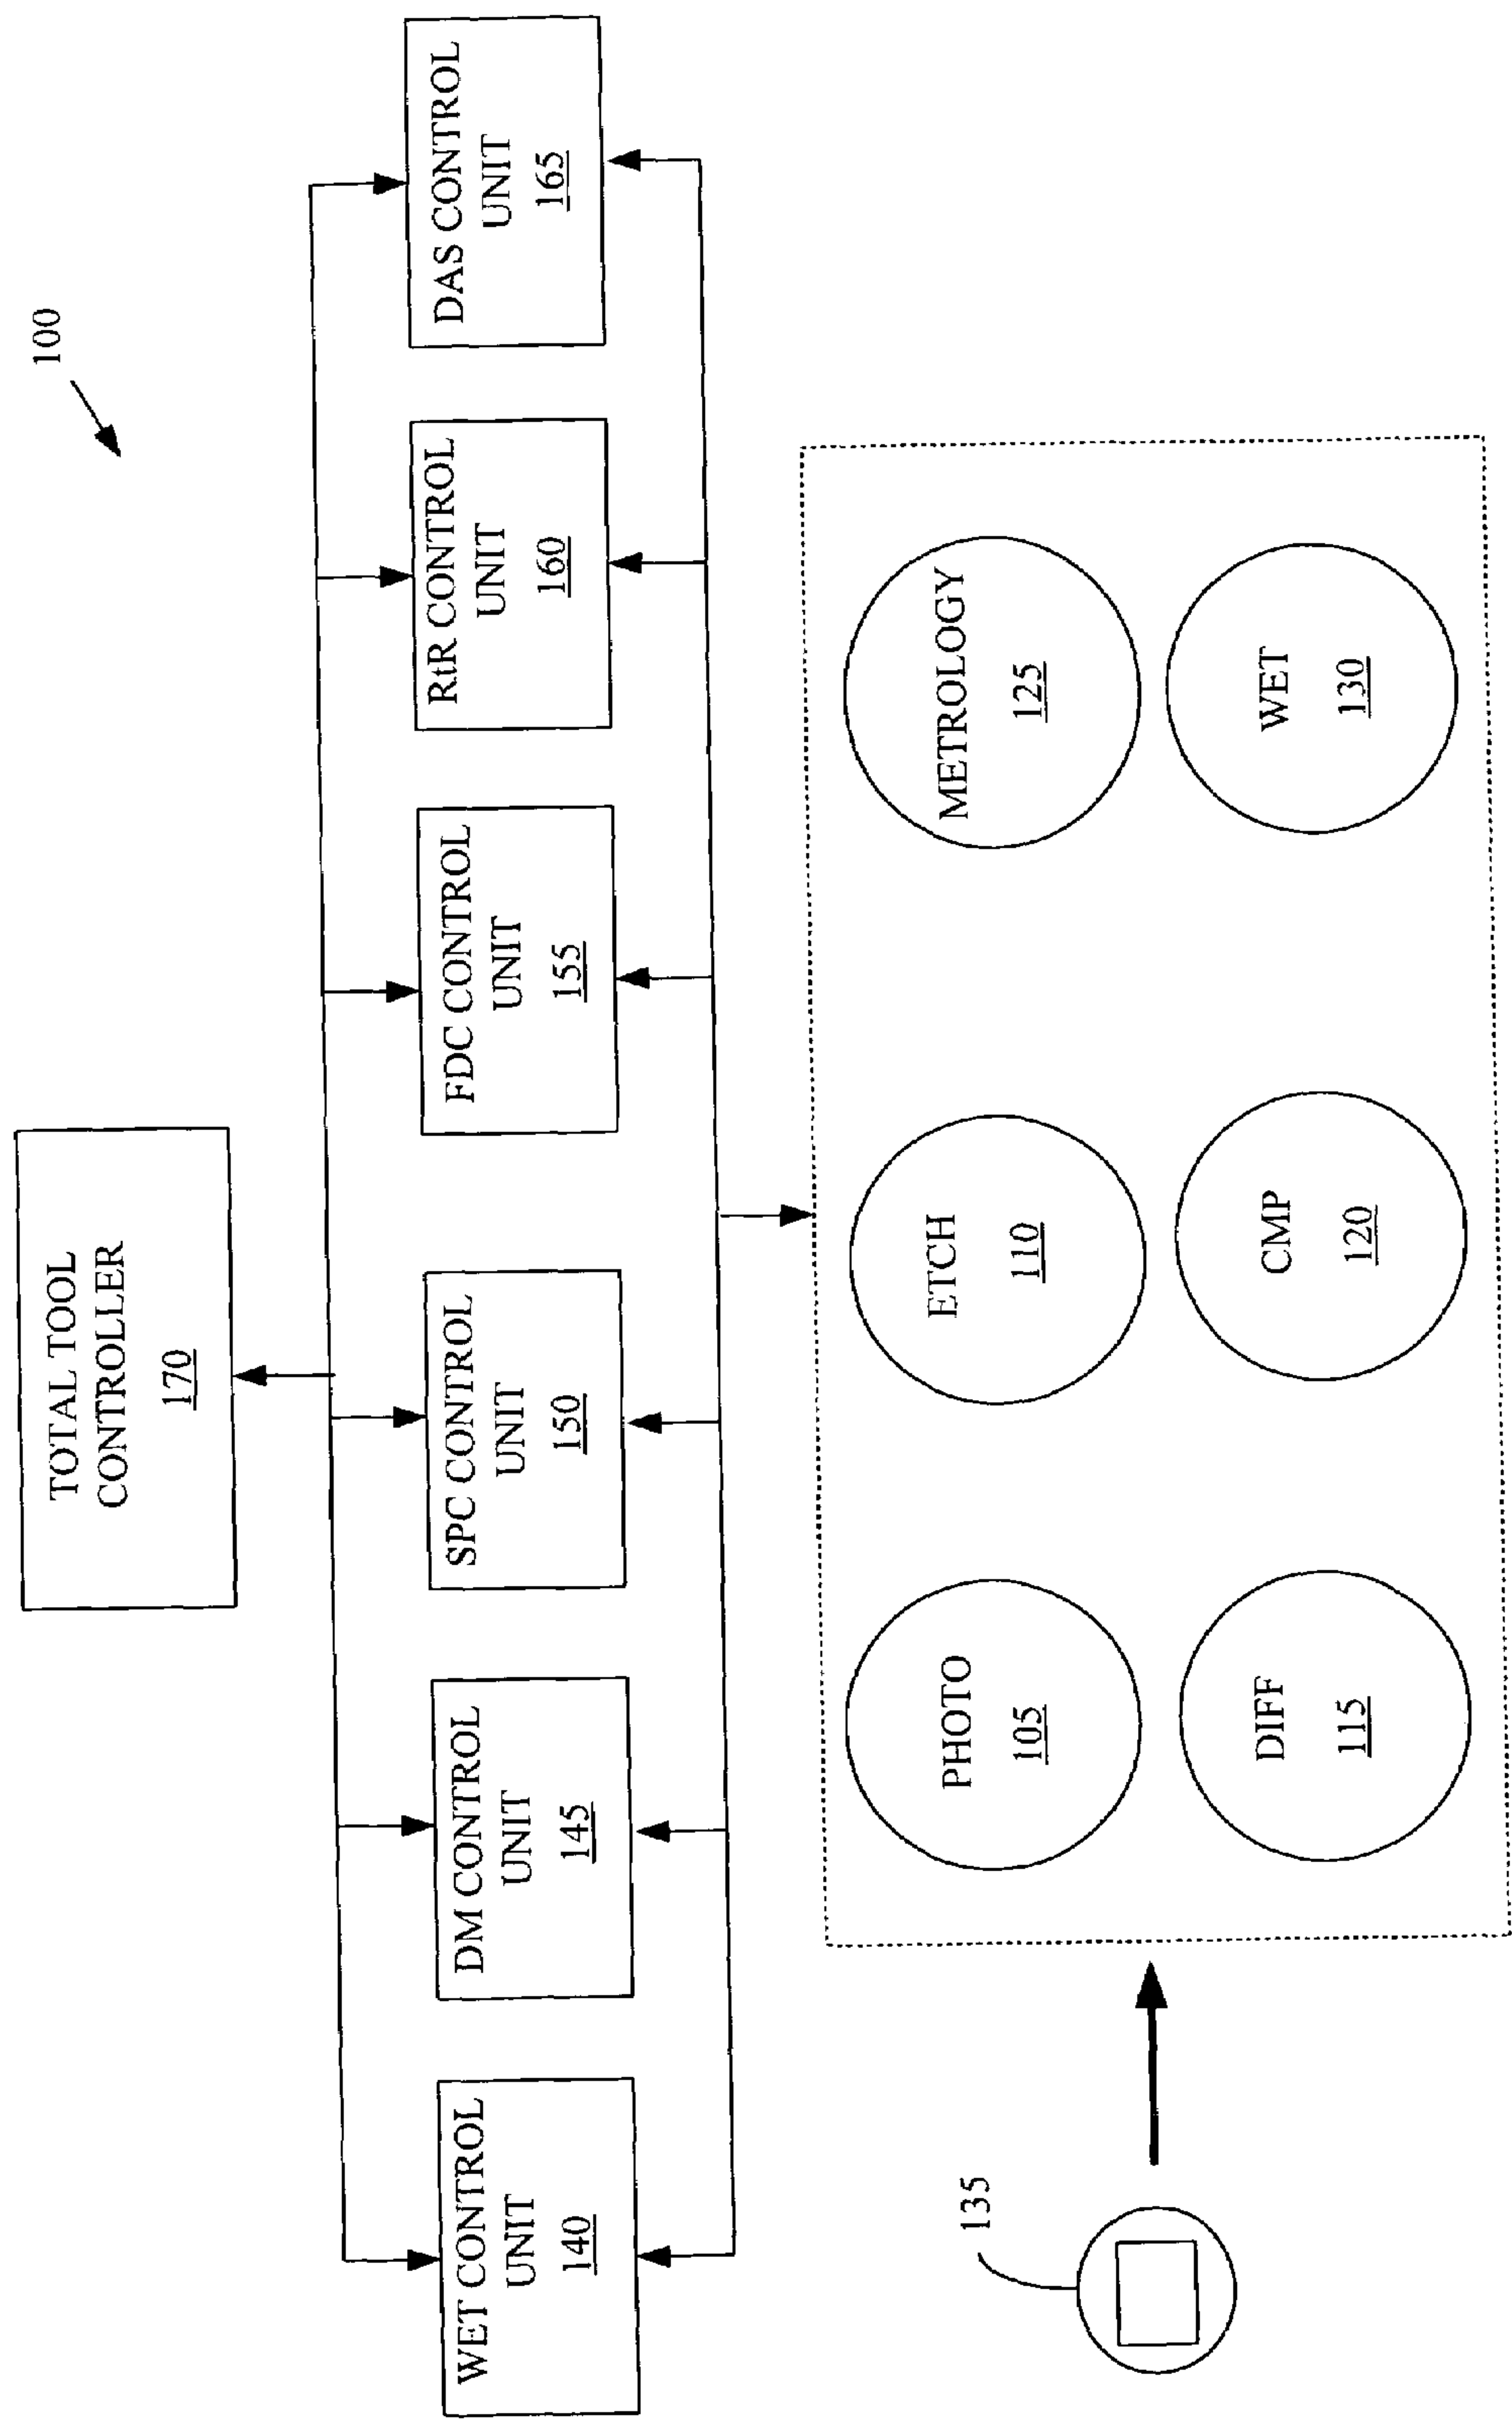 100
TOTAL TOOL
CONTROLLER
170
WET CONTROL
UNIT
140
DM CONTROL
UNIT
145
SPC CONTROL
UNIT
150
FDC CONTROL
UNIT
155
RtR CONTROL
UNIT
160
DAS CONTROL
UNIT
165
135
PHOTO
105
ETCH
110
METROLOGY
125
DIFF
115
CMP
120
WET
130